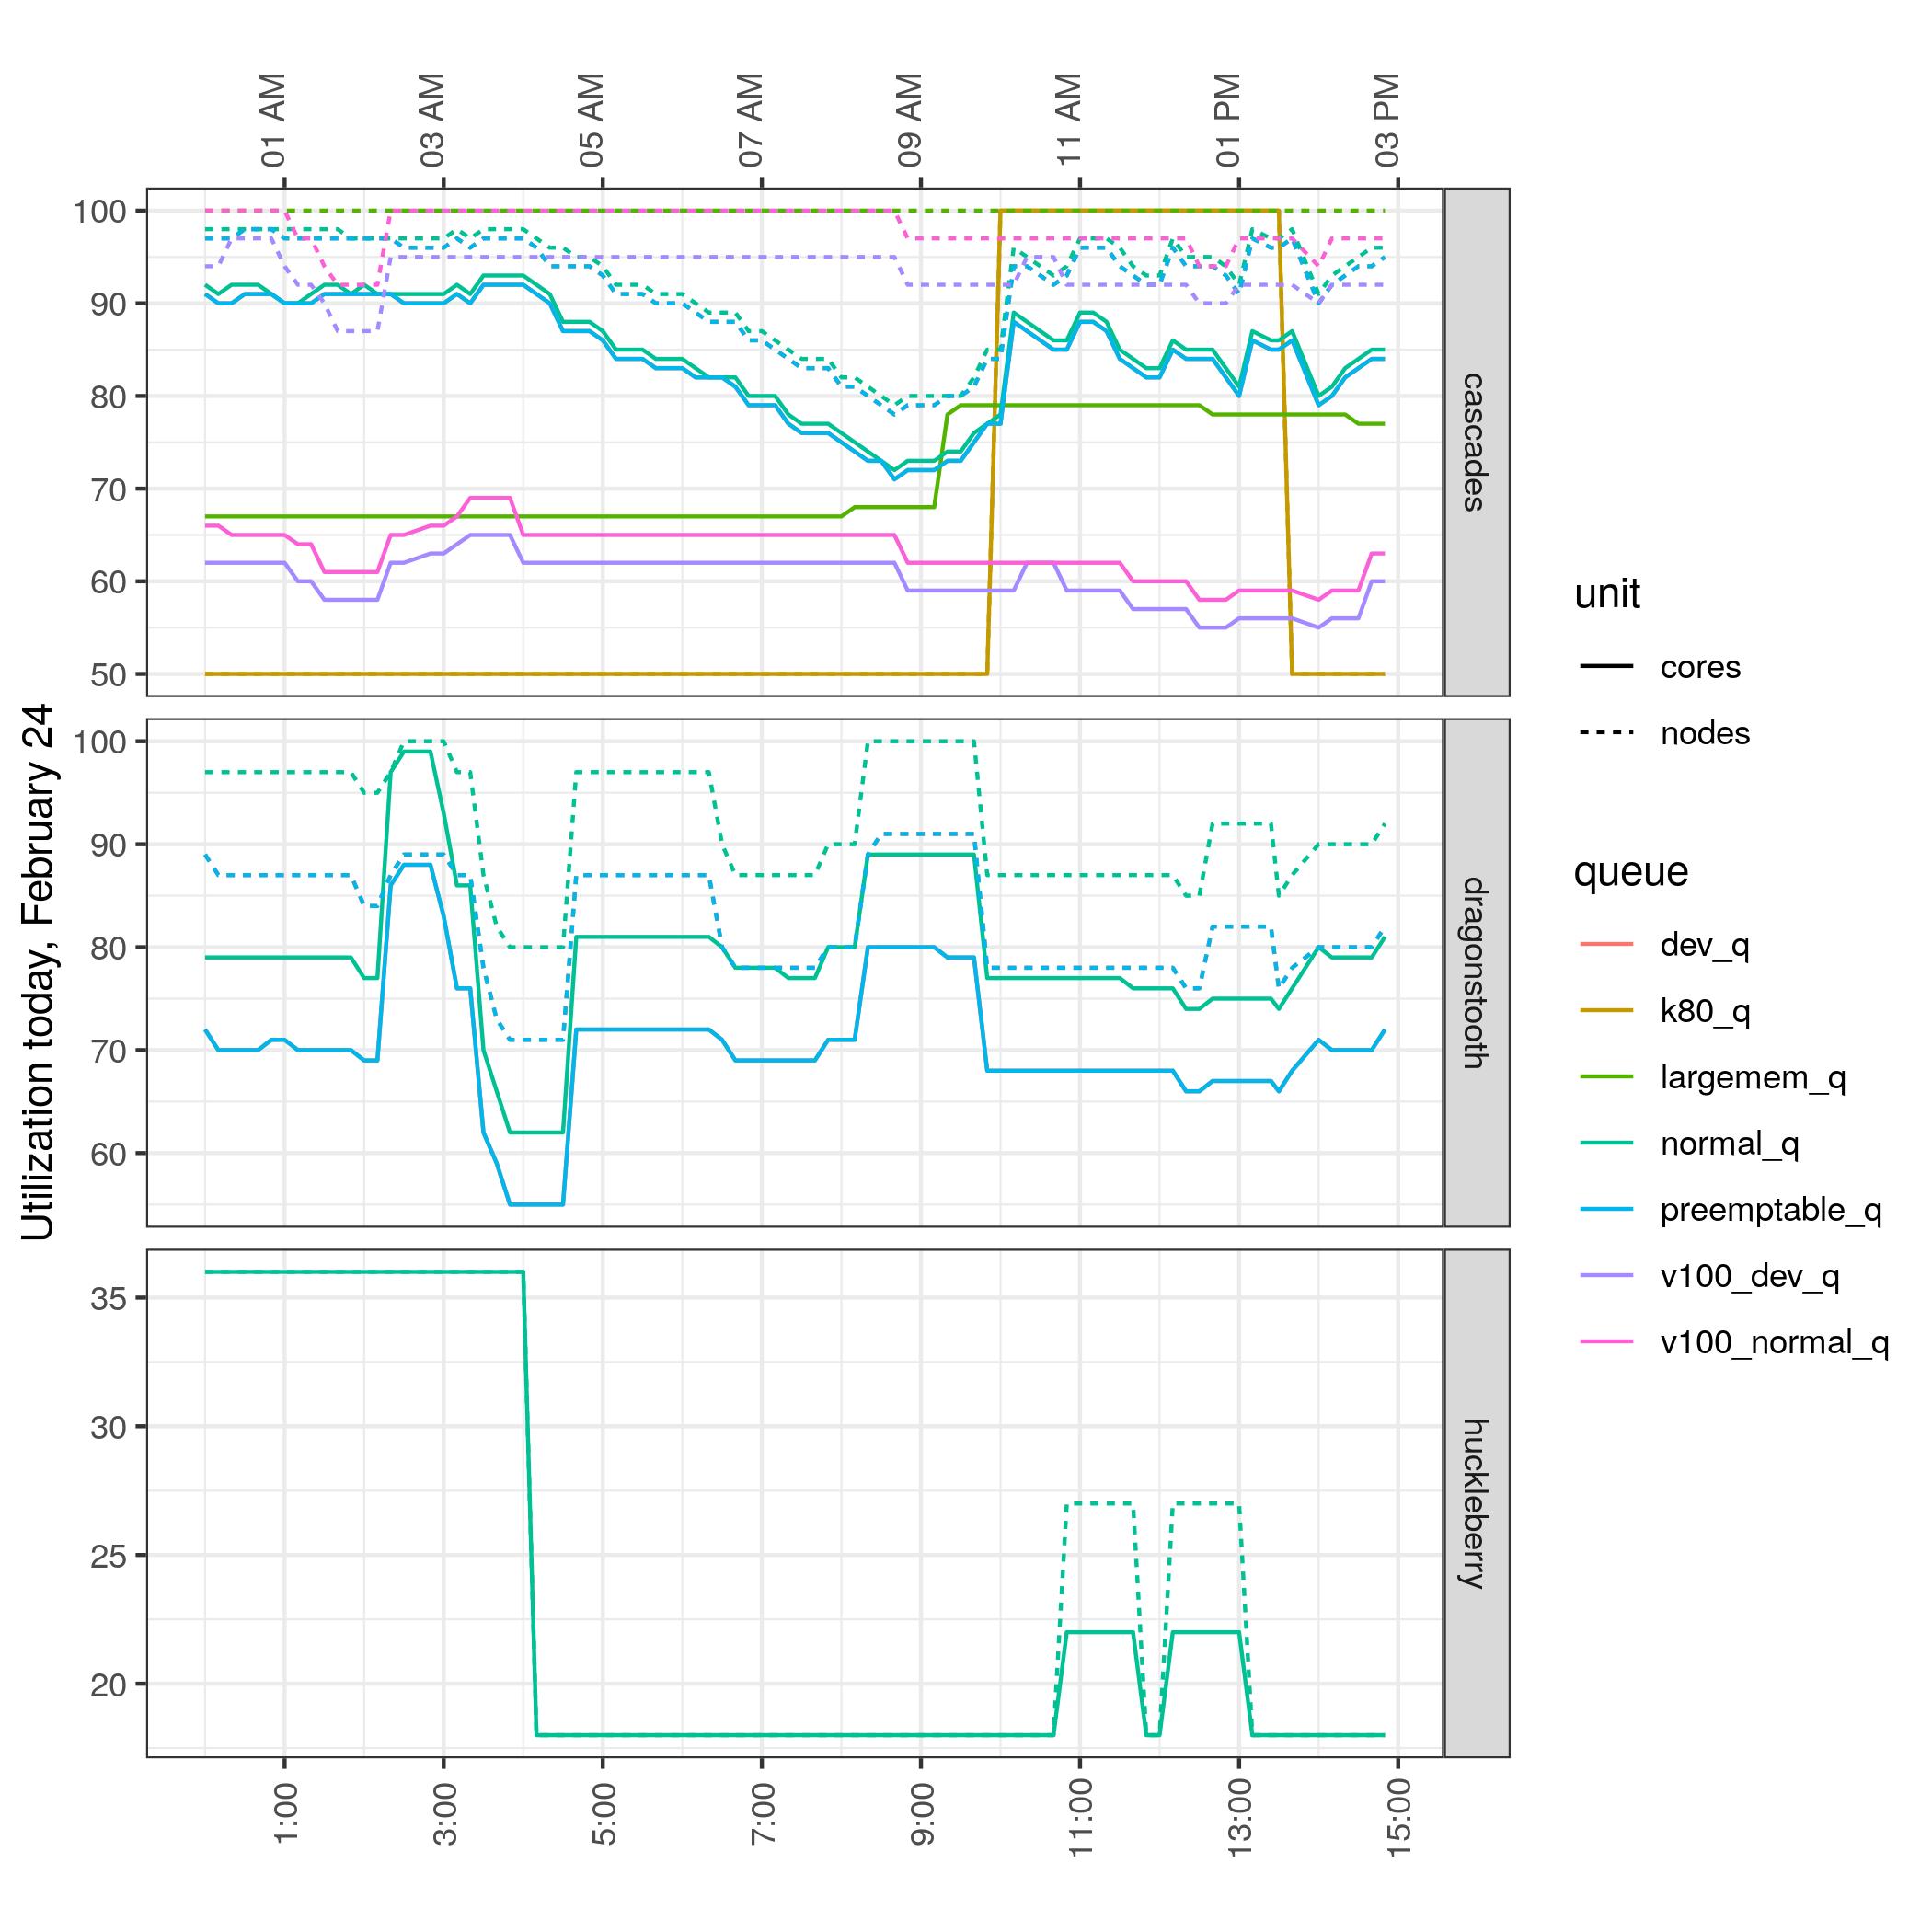 01 AM
03 AM
05 AM
07 AM
09 AM
11 AM
01 PM
03 PM
Utilization today, February 24
100
90
80
70
60
50
cascades
100
90
80
70
60
dragonstooth
35
30
25
20
huckleberry
1:00
3:00
5:00
7:00
9:00
11:00
13:00
15:00
unit
cores
nodes
queue
dev_q
k80_q
largemem_q
normal_q
preemptable_q
v100_dev_q
v100_normal_q